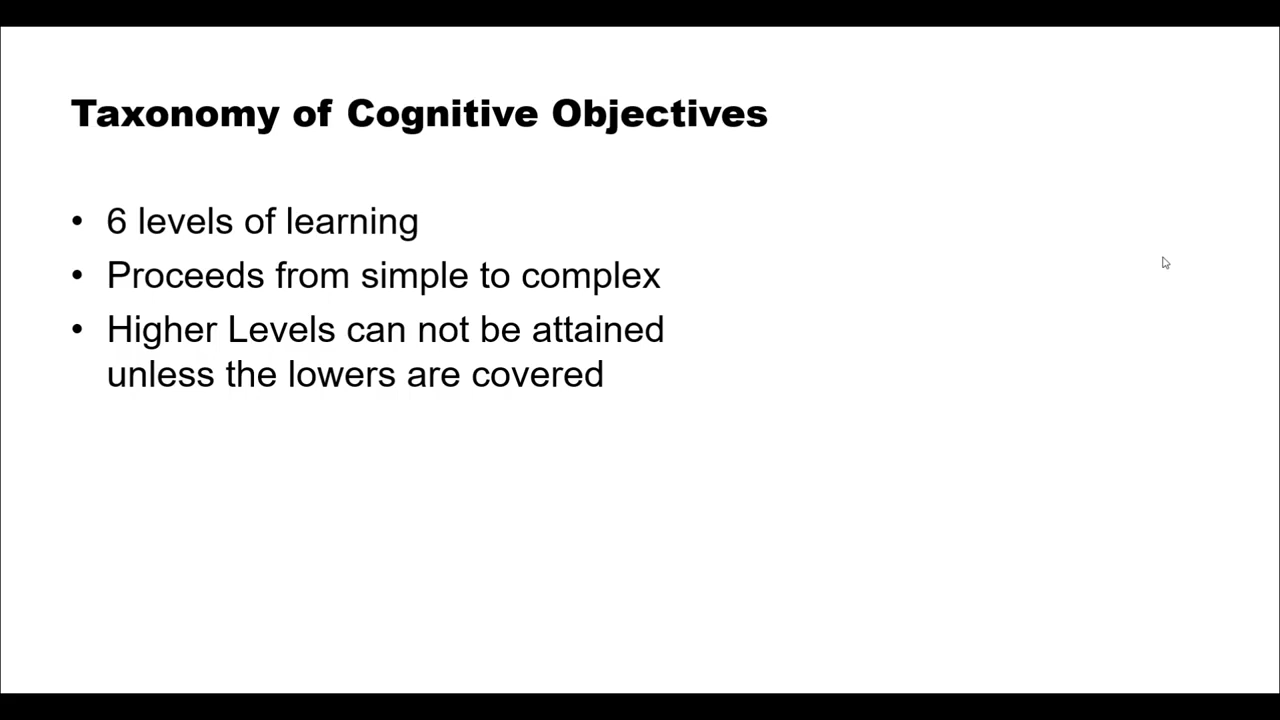 Taxonomy of Cognitive Objectives
• 6 levels of learning
• Proceeds from simple to complex
• Higher Levels can not be attained
unless the lowers are covered